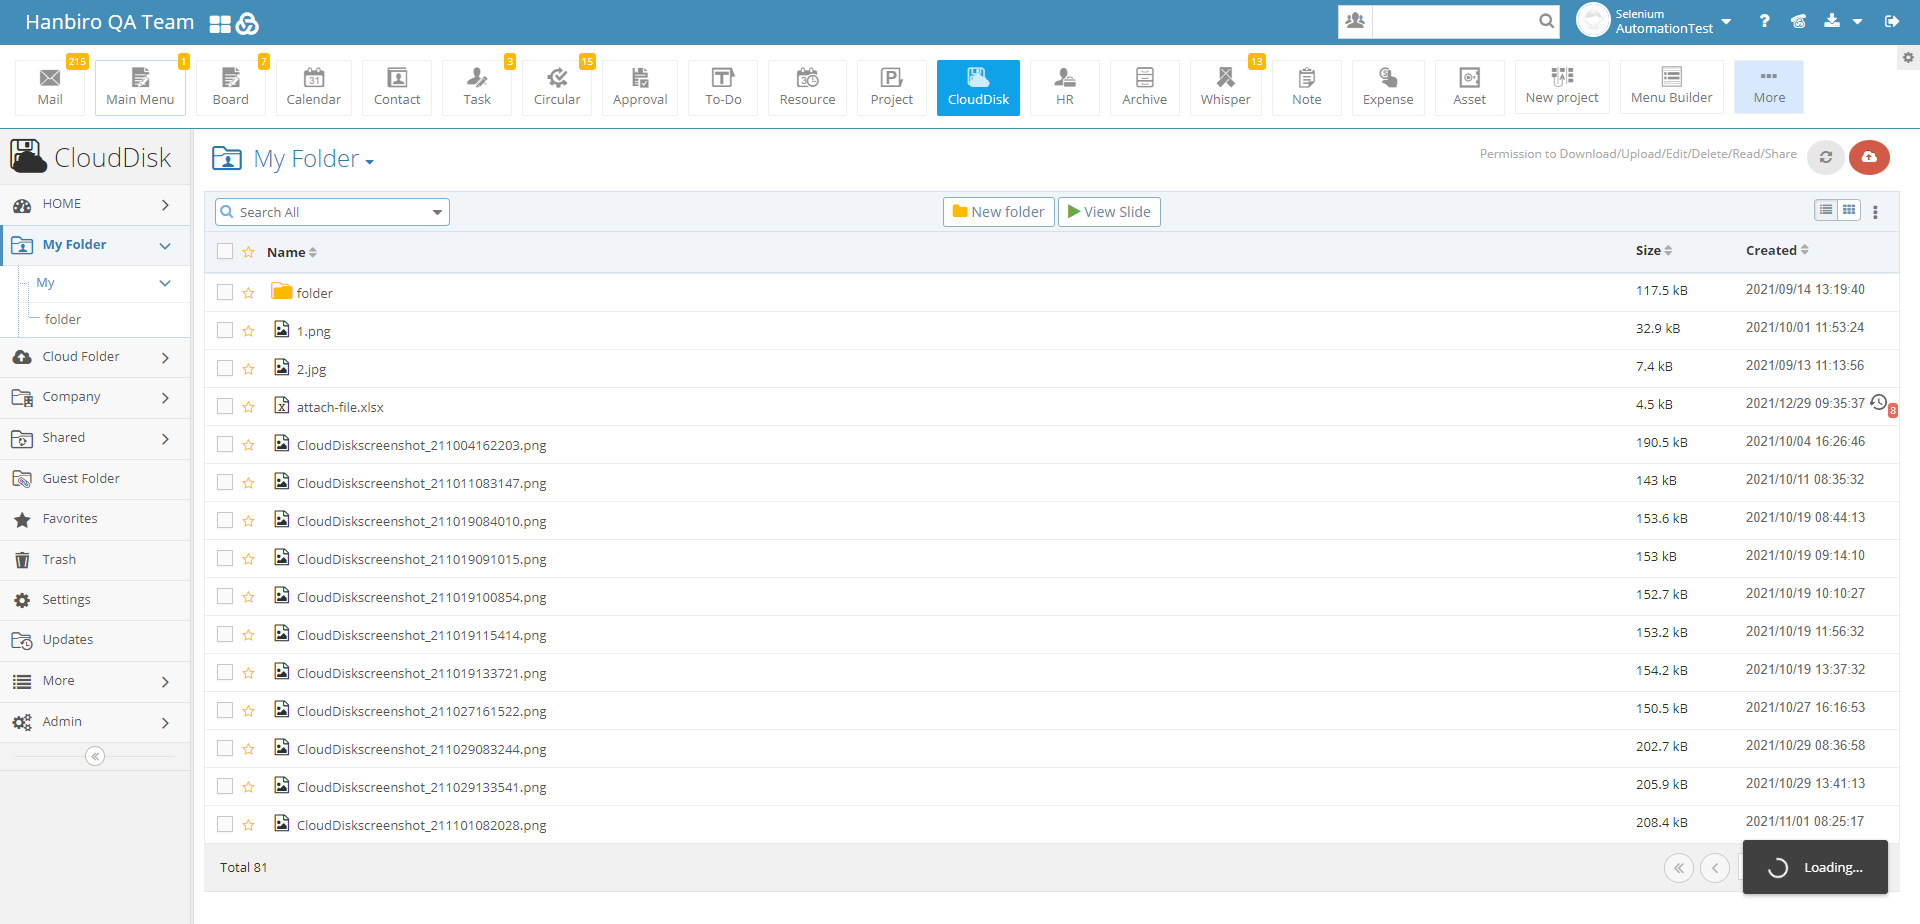 Hanbiro QA Team
Selenium
AutomationTest
215
1
7
3
15
13
Mail
Main Menu
Board
Calendar
Contact
Task
Circular
Approval
To-Do
Resource
Project
CloudDisk
HR
Archive
Whisper
Note
Expense
Asset
New project
Menu Builder
More
CloudDisk
HOME
My Folder
My
folder
Cloud Folder
Company
Shared
Guest Folder
Favorites
Trash
Settings
Updates
More
Admin
My Folder
Permission to Download/Upload/Edit/Delete/Read/Share
Search All
New folder
View Slide
Name Size Created
folder 117.5 kB 2021/09/14 13:19:40
1.png 32.9 kB 2021/10/01 11:53:24
2.jpg 7.4 kB 2021/09/13 11:13:56
attach-file.xlsx 4.5 kB 2021/12/29 09:35:37 8
CloudDiskscreenshot_211004162203.png 190.5 kB 2021/10/04 16:26:46
CloudDiskscreenshot_211011083147.png 143 kB 2021/10/11 08:35:32
CloudDiskscreenshot_211019084010.png 153.6 kB 2021/10/19 08:44:13
CloudDiskscreenshot_211019091015.png 153 kB 2021/10/19 09:14:10
CloudDiskscreenshot_211019100854.png 152.7 kB 2021/10/19 10:10:27
CloudDiskscreenshot_211019115414.png 153.2 kB 2021/10/19 11:56:32
CloudDiskscreenshot_211019133721.png 154.2 kB 2021/10/19 13:37:32
CloudDiskscreenshot_211027161522.png 150.5 kB 2021/10/27 16:16:53
CloudDiskscreenshot_211029083244.png 202.7 kB 2021/10/29 08:36:58
CloudDiskscreenshot_211029133541.png 205.9 kB 2021/10/29 13:41:13
CloudDiskscreenshot_211101082028.png 208.4 kB 2021/11/01 08:25:17
Total 81
Loading...